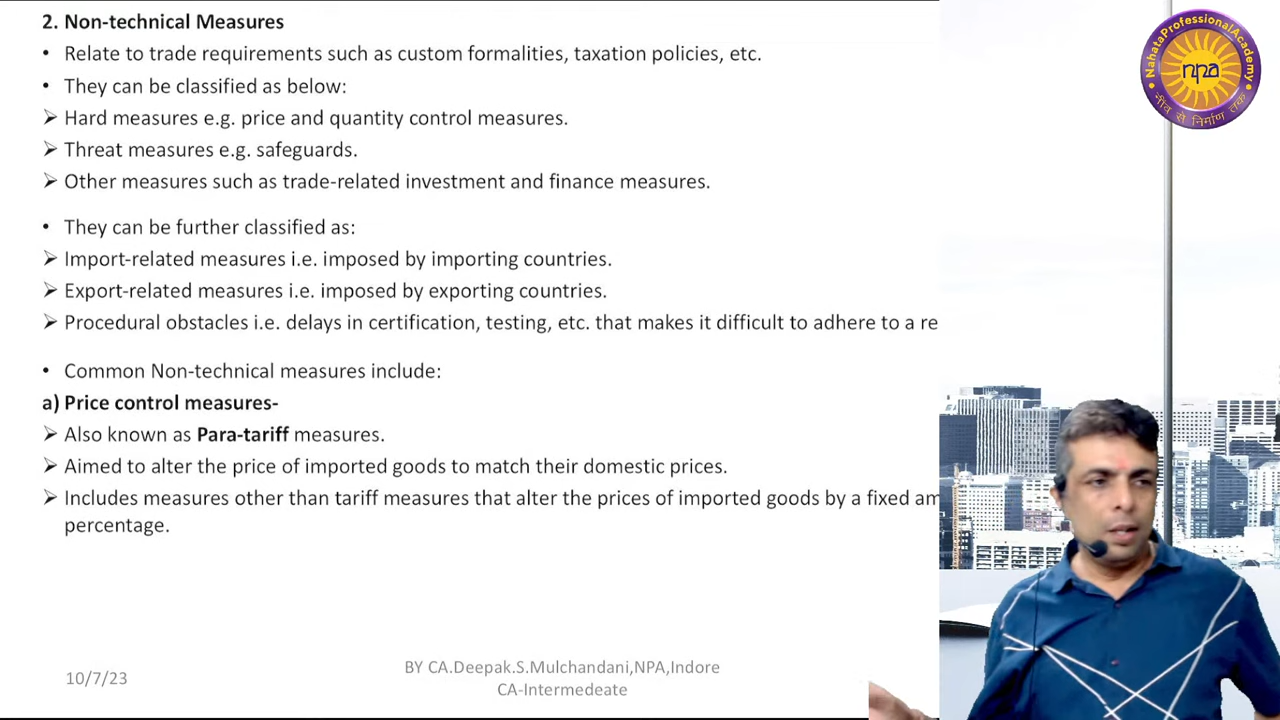 2. Non-technical Measures
• Relate to trade requirements such as custom formalities, taxation policies, etc.
• They can be classified as below:
➤ Hard measures e.g. price and quantity control measures.
➤ Threat measures e.g. safeguards.
➤ Other measures such as trade-related investment and finance measures.
• They can be further classified as:
➤ Import-related measures i.e. imposed by importing countries.
➤ Export-related measures i.e. imposed by exporting countries.
➤ Procedural obstacles i.e. delays in certification, testing, etc. that makes it difficult to adhere to a re
• Common Non-technical measures include:
a) Price control measures-
➤ Also known as Para-tariff measures.
➤ Aimed to alter the price of imported goods to match their domestic prices.
➤ Includes measures other than tariff measures that alter the prices of imported goods by a fixed am
percentage.
10/7/23
BY CA.Deepak.S.Mulchandani,NPA,Indore
CA-Intermedeate
NahataProfessionalAcademy
npa
नींव से निर्माण तक